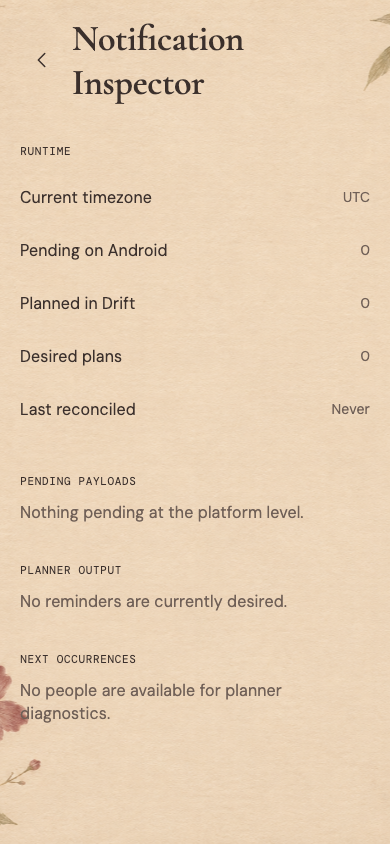 Notification
Inspector
RUNTIME
Current timezone UTC
Pending on Android 0
Planned in Drift 0
Desired plans 0
Last reconciled Never
PENDING PAYLOADS
Nothing pending at the platform level.
PLANNER OUTPUT
No reminders are currently desired.
NEXT OCCURRENCES
No people are available for planner
diagnostics.